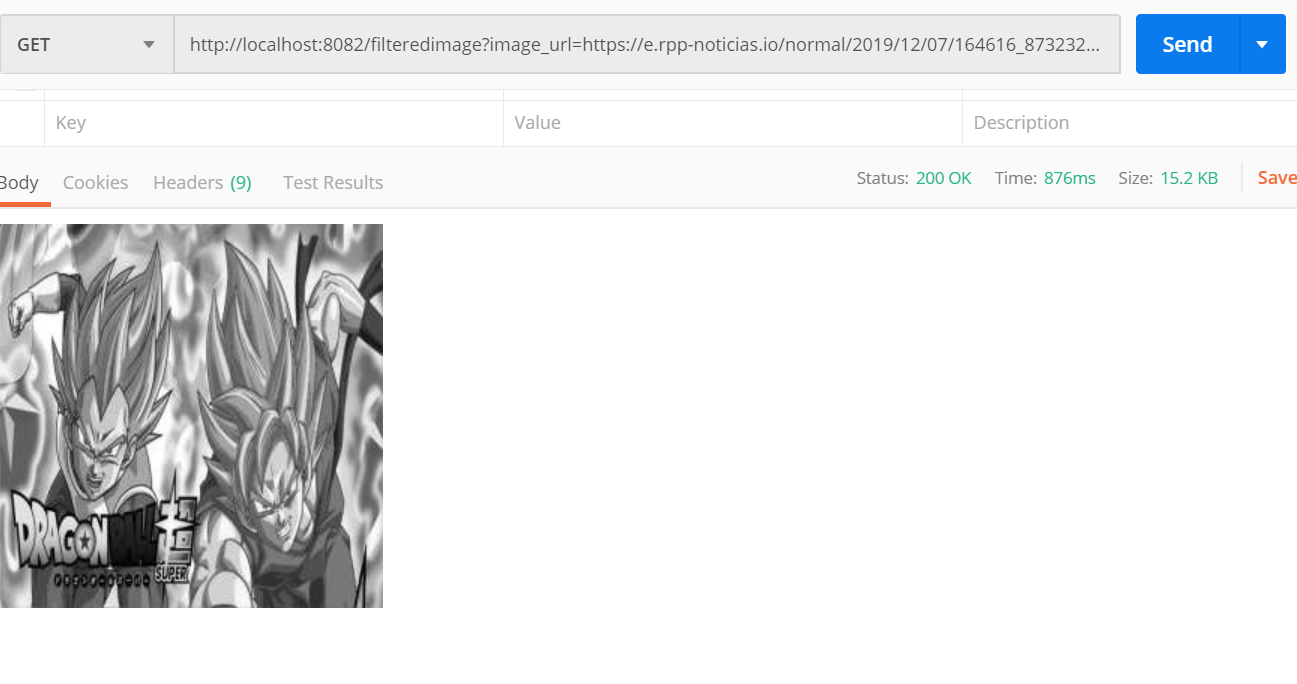 GET
http://localhost:8082/filteredimage?image_url=https://e.rpp-noticias.io/normal/2019/12/07/164616_873232...
Send
Key Value Description
Body Cookies Headers (9) Test Results Status: 200 OK Time: 876ms Size: 15.2 KB Save
DRAGON BALL 超
SUPER